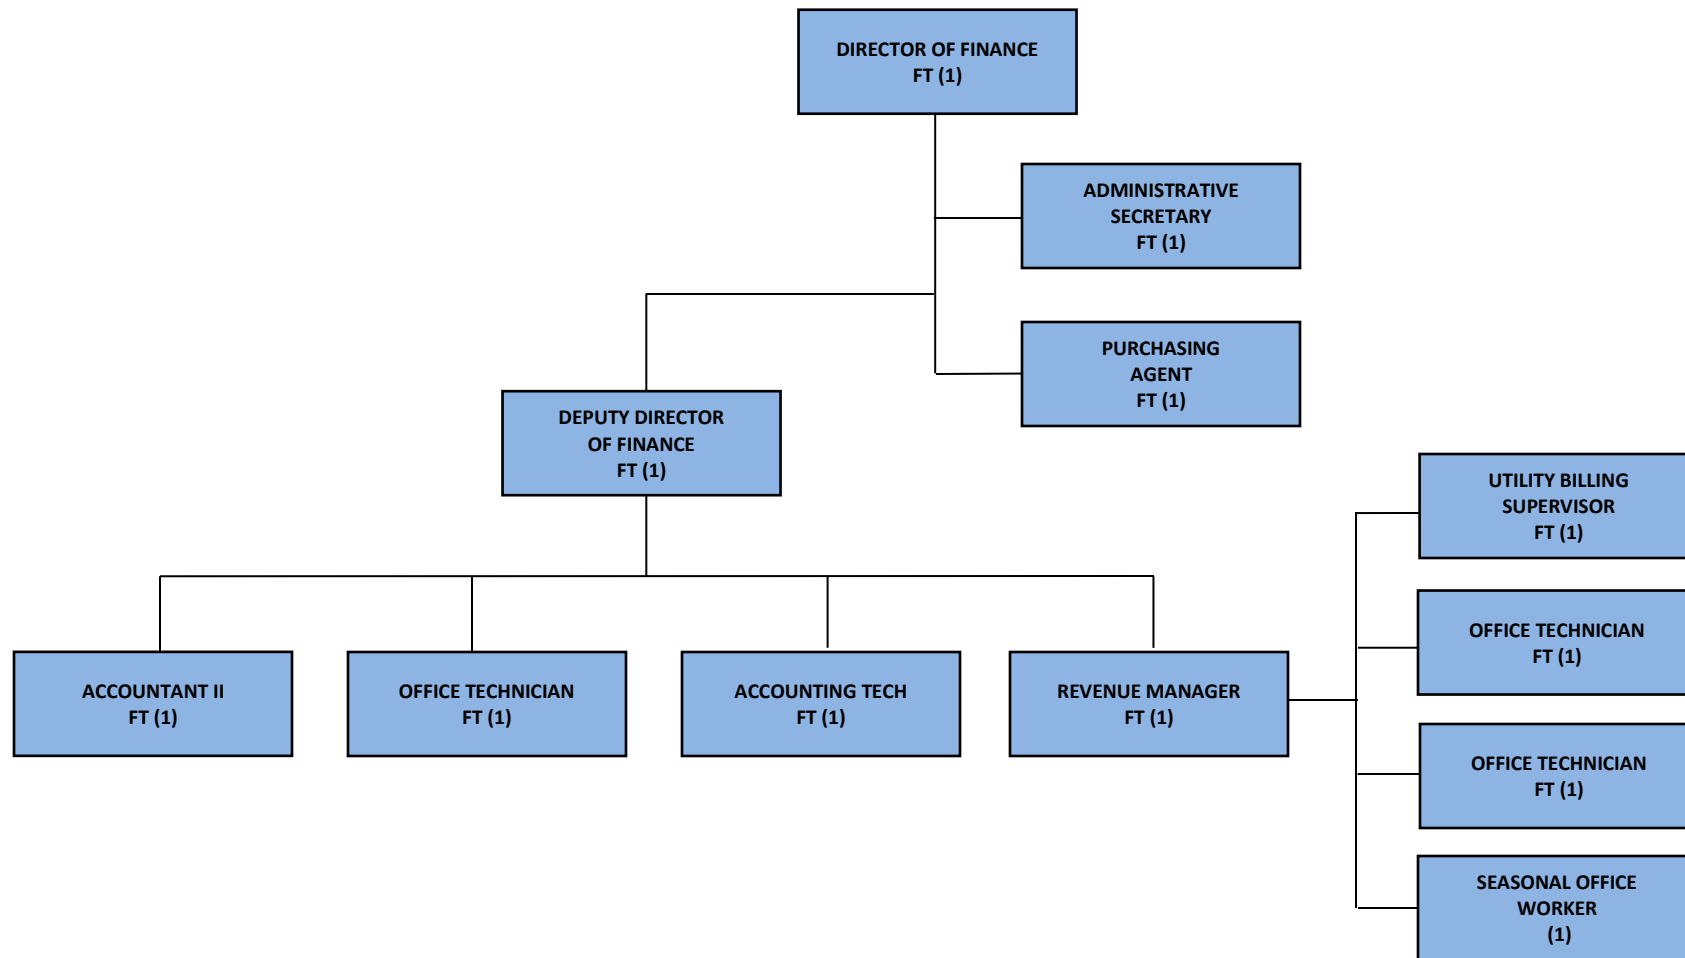 DIRECTOR OF FINANCE
FT (1)
ADMINISTRATIVE
SECRETARY
FT (1)
PURCHASING
AGENT
FT (1)
DEPUTY DIRECTOR
OF FINANCE
FT (1)
UTILITY BILLING
SUPERVISOR
FT (1)
OFFICE TECHNICIAN
FT (1)
ACCOUNTANT II
FT (1)
OFFICE TECHNICIAN
FT (1)
ACCOUNTING TECH
FT (1)
REVENUE MANAGER
FT (1)
OFFICE TECHNICIAN
FT (1)
SEASONAL OFFICE
WORKER
(1)